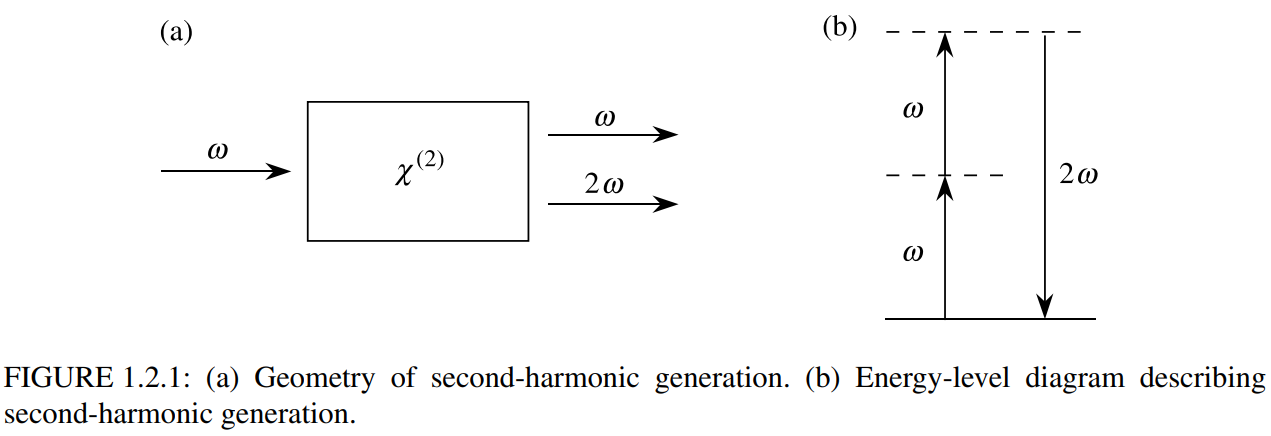 (a)
ω
χ(2)
ω
2ω
(b)
ω
ω
2ω
FIGURE 1.2.1: (a) Geometry of second-harmonic generation. (b) Energy-level diagram describing
second-harmonic generation.